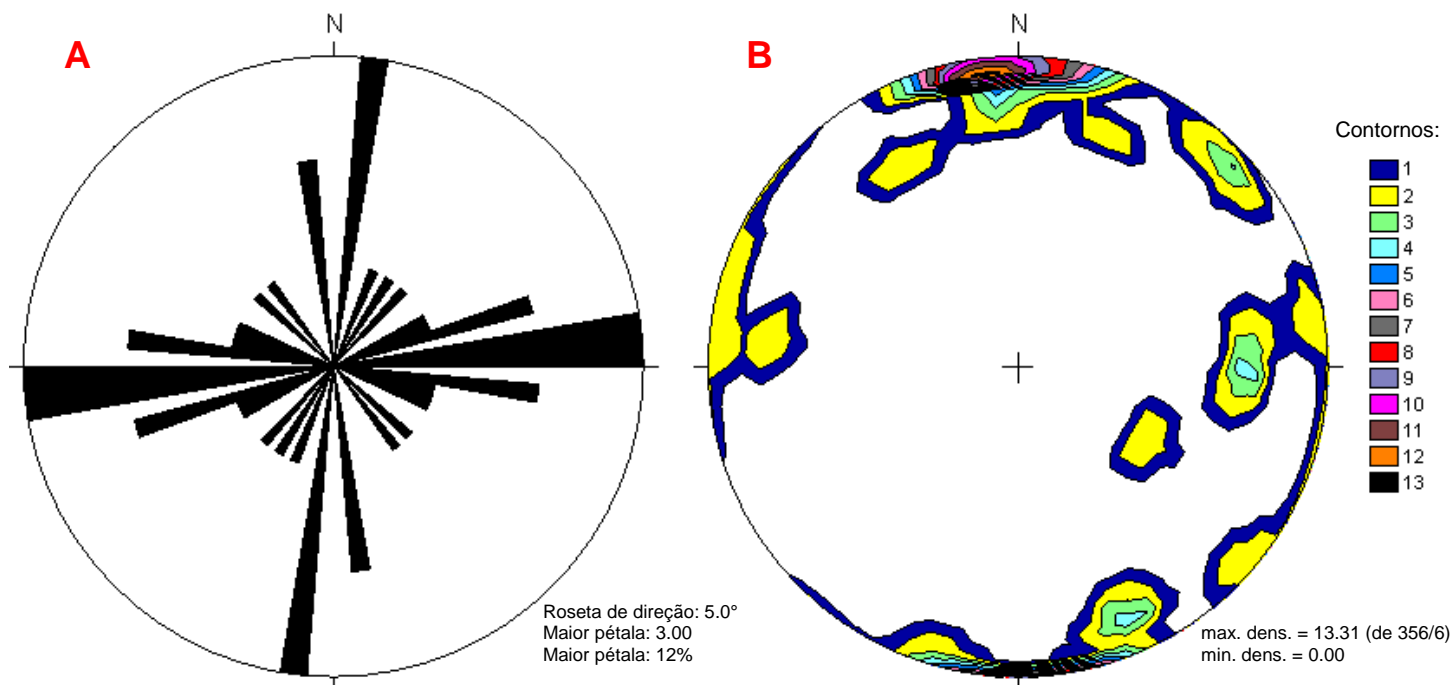 A
N
Roseta de direção: 5.0°
Maior pétala: 3.00
Maior pétala: 12%
B
N
Contornos:
1
2
3
4
5
6
7
8
9
10
11
12
13
max. dens. = 13.31 (de 356/6)
min. dens. = 0.00